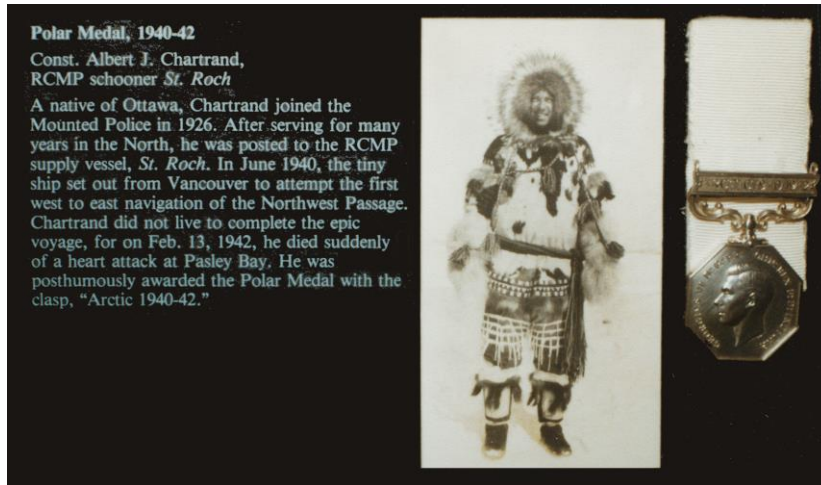 Polar Medal, 1940-42
Const. Albert J. Chartrand,
RCMP schooner St. Roch
A native of Ottawa, Chartrand joined the
Mounted Police in 1926. After serving for many
years in the North, he was posted to the RCMP
supply vessel, St. Roch. In June 1940, the tiny
ship set out from Vancouver to attempt the first
west to east navigation of the Northwest Passage.
Chartrand did not live to complete the epic
voyage, for on Feb. 13, 1942, he died suddenly
of a heart attack at Pasley Bay. He was
posthumously awarded the Polar Medal with the
clasp, “Arctic 1940-42.”